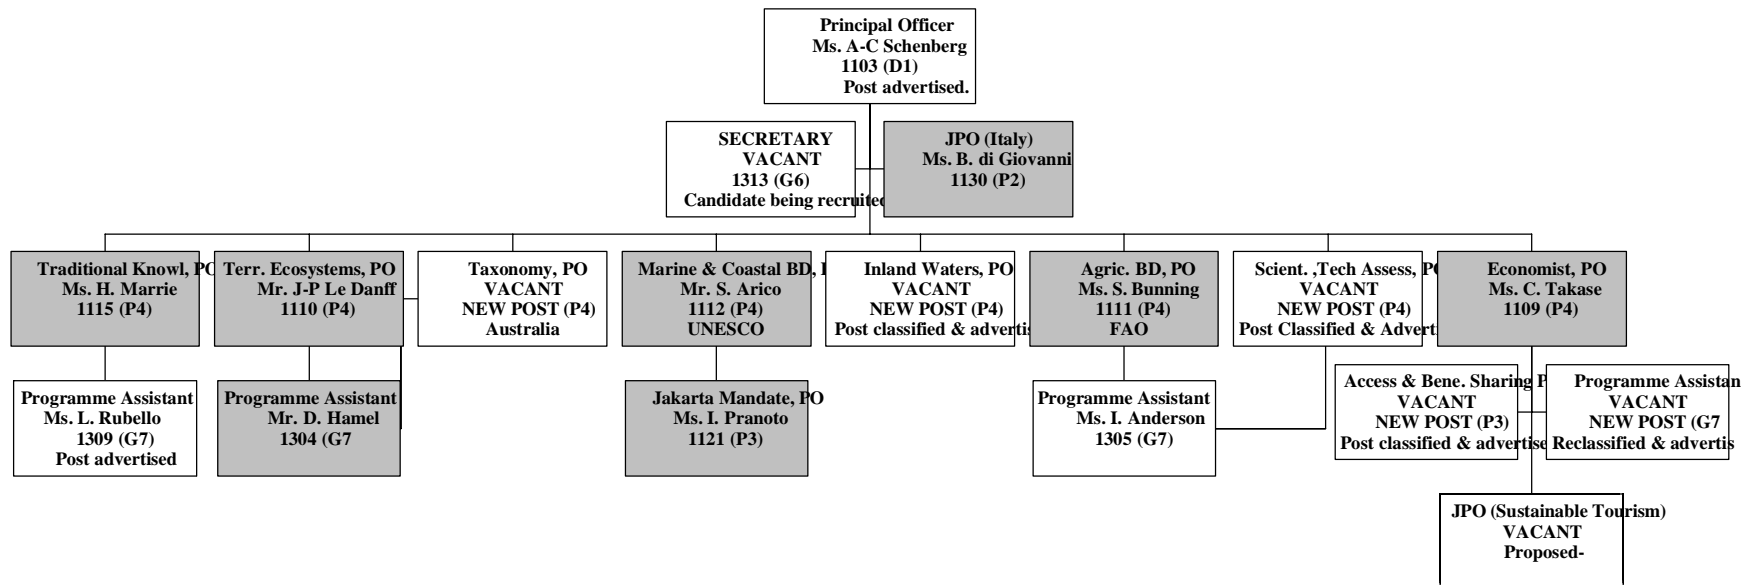 Principal Officer
Ms. A-C Schenberg
1103 (D1)
Post advertised.
SECRETARY
VACANT
1313 (G6)
Candidate being recruited
JPO (Italy)
Ms. B. di Giovanni
1130 (P2)
Traditional Knowl, PO
Ms. H. Marrie
1115 (P4)
Terr. Ecosystems, PO
Mr. J-P Le Danff
1110 (P4)
Taxonomy, PO
VACANT
NEW POST (P4)
Australia
Marine & Coastal BD,
Mr. S. Arico
1112 (P4)
UNESCO
Inland Waters, PO
VACANT
NEW POST (P4)
Post classified & advertis
Agric. BD, PO
Ms. S. Bunning
1111 (P4)
FAO
Scient. ,Tech Assess, PO
VACANT
NEW POST (P4)
Post Classified & Adverti
Economist, PO
Ms. C. Takase
1109 (P4)
Programme Assistant
Ms. L. Rubello
1309 (G7)
Post advertised
Programme Assistant
Mr. D. Hamel
1304 (G7
Jakarta Mandate, PO
Ms. I. Pranoto
1121 (P3)
Programme Assistant
Ms. I. Anderson
1305 (G7)
Access & Bene. Sharing P
VACANT
NEW POST (P3)
Post classified & advertise
Programme Assistan
VACANT
NEW POST (G7
Reclassified & advertis
JPO (Sustainable Tourism)
VACANT
Proposed-